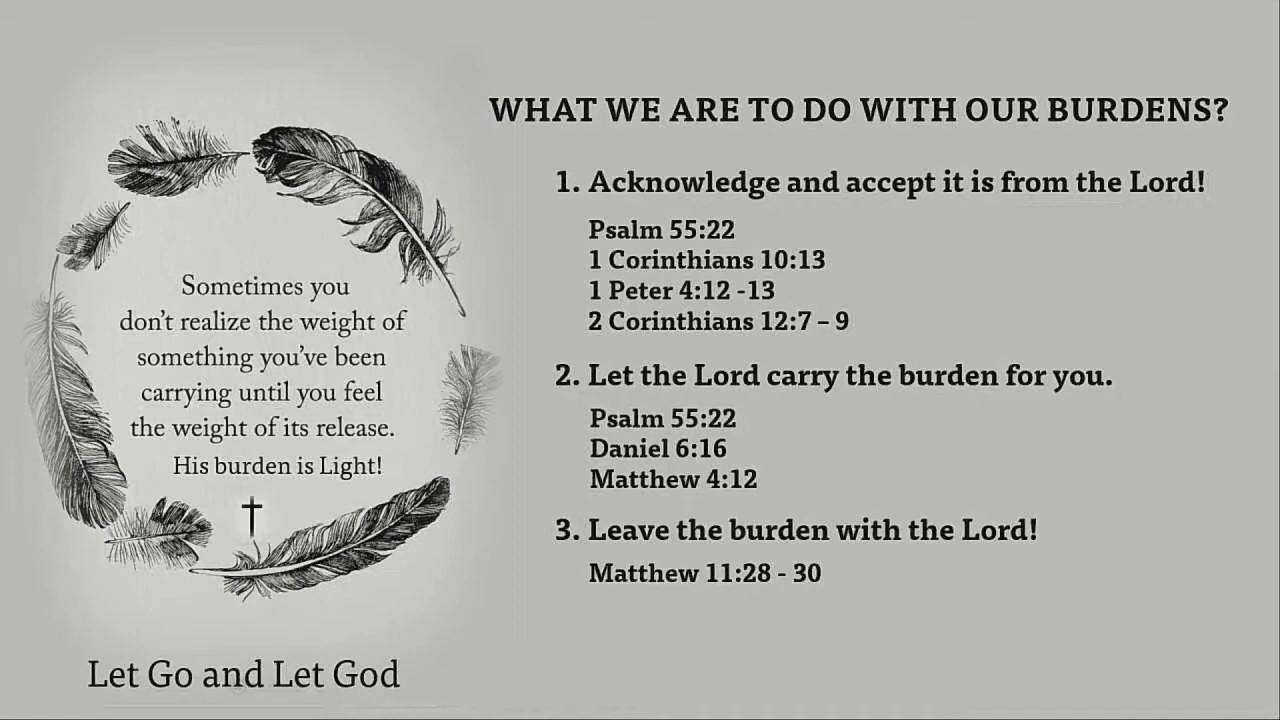 WHAT WE ARE TO DO WITH OUR BURDENS?
1. Acknowledge and accept it is from the Lord!
Psalm 55:22
1 Corinthians 10:13
1 Peter 4:12 -13
2 Corinthians 12:7 – 9
2. Let the Lord carry the burden for you.
Psalm 55:22
Daniel 6:16
Matthew 4:12
3. Leave the burden with the Lord!
Matthew 11:28 - 30
Sometimes you
don't realize the weight of
something you've been
carrying until you feel
the weight of its release.
His burden is Light!
Let Go and Let God